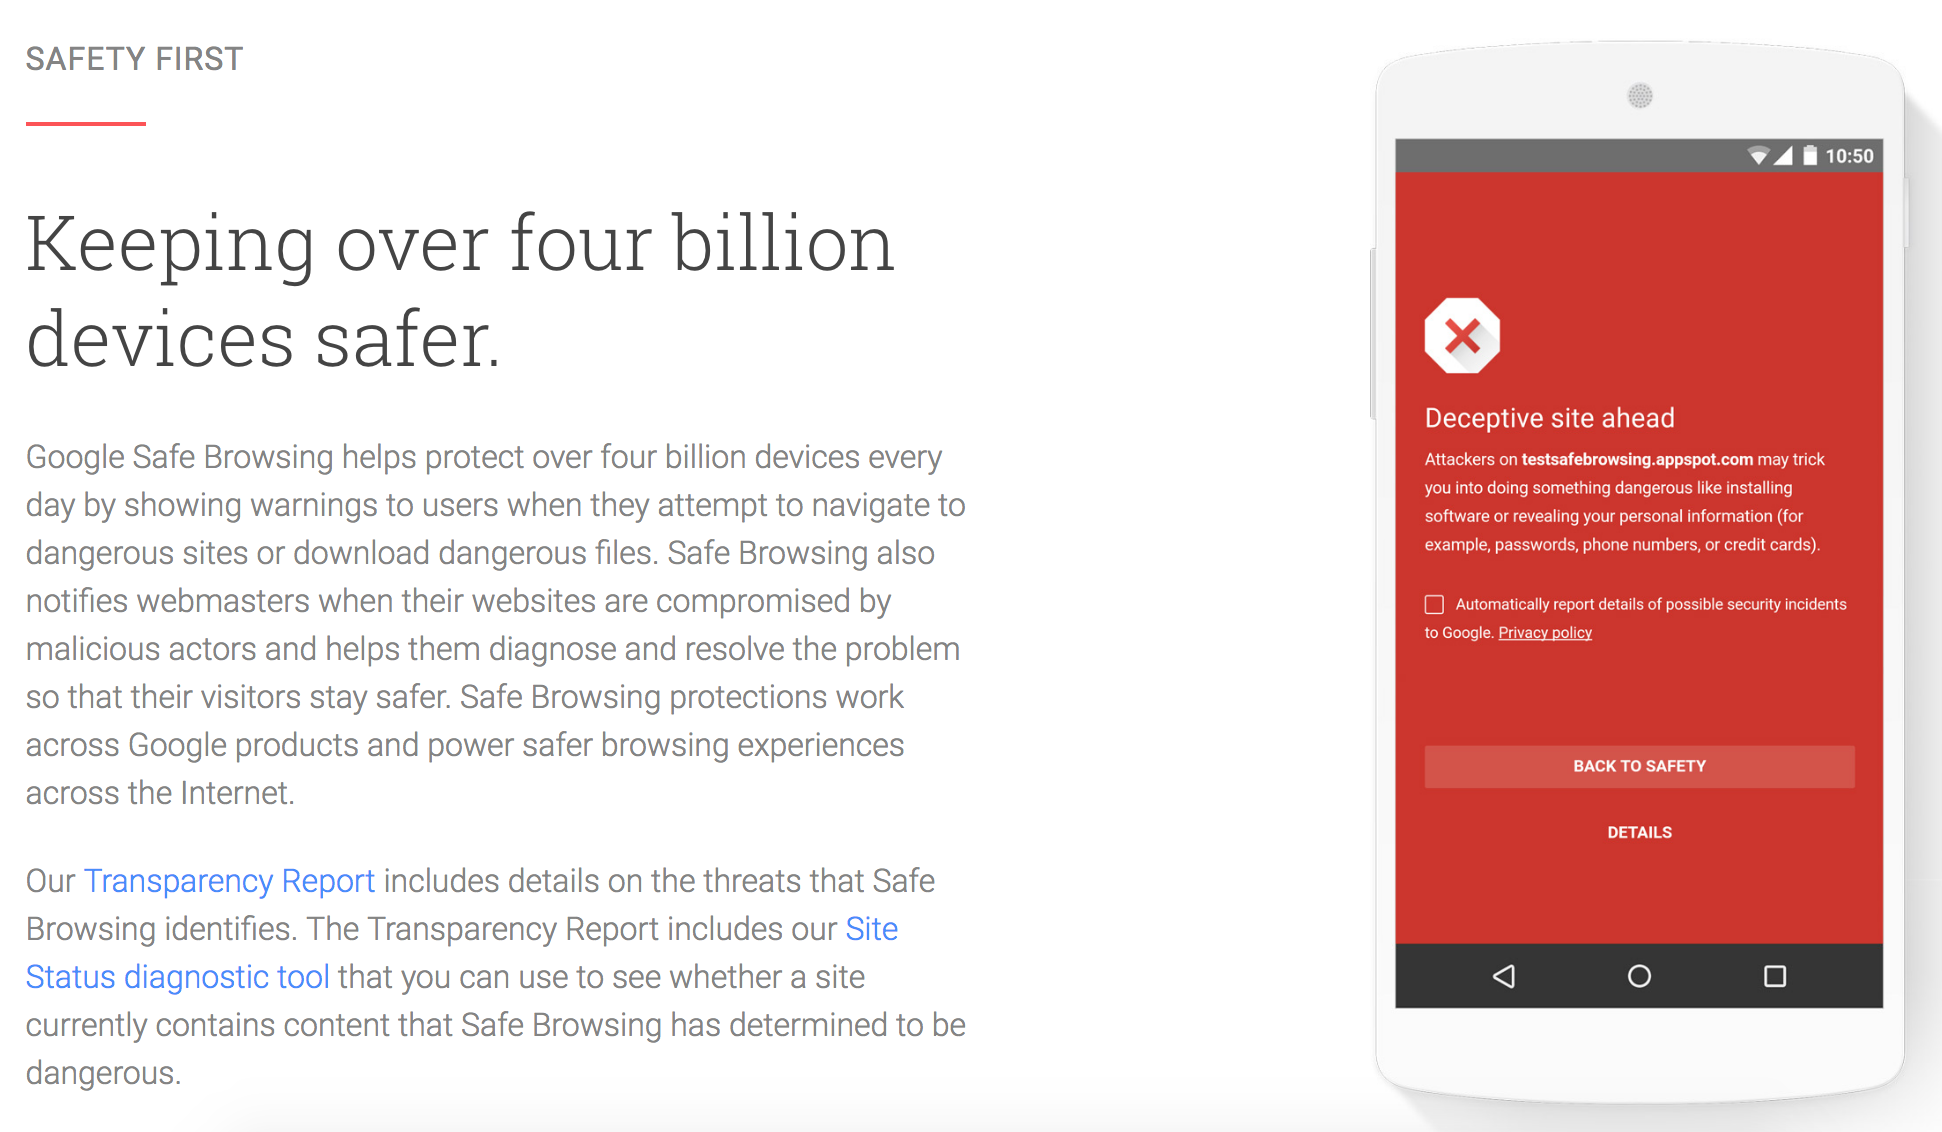 SAFETY FIRST
Keeping over four billion
devices safer.
Google Safe Browsing helps protect over four billion devices every
day by showing warnings to users when they attempt to navigate to
dangerous sites or download dangerous files. Safe Browsing also
notifies webmasters when their websites are compromised by
malicious actors and helps them diagnose and resolve the problem
so that their visitors stay safer. Safe Browsing protections work
across Google products and power safer browsing experiences
across the Internet.
Our Transparency Report includes details on the threats that Safe
Browsing identifies. The Transparency Report includes our Site
Status diagnostic tool that you can use to see whether a site
currently contains content that Safe Browsing has determined to be
dangerous.
10:50
Deceptive site ahead
Attackers on testsafebrowsing.appspot.com may trick
you into doing something dangerous like installing
software or revealing your personal information (for
example, passwords, phone numbers, or credit cards).
Automatically report details of possible security incidents
to Google. Privacy policy
BACK TO SAFETY
DETAILS